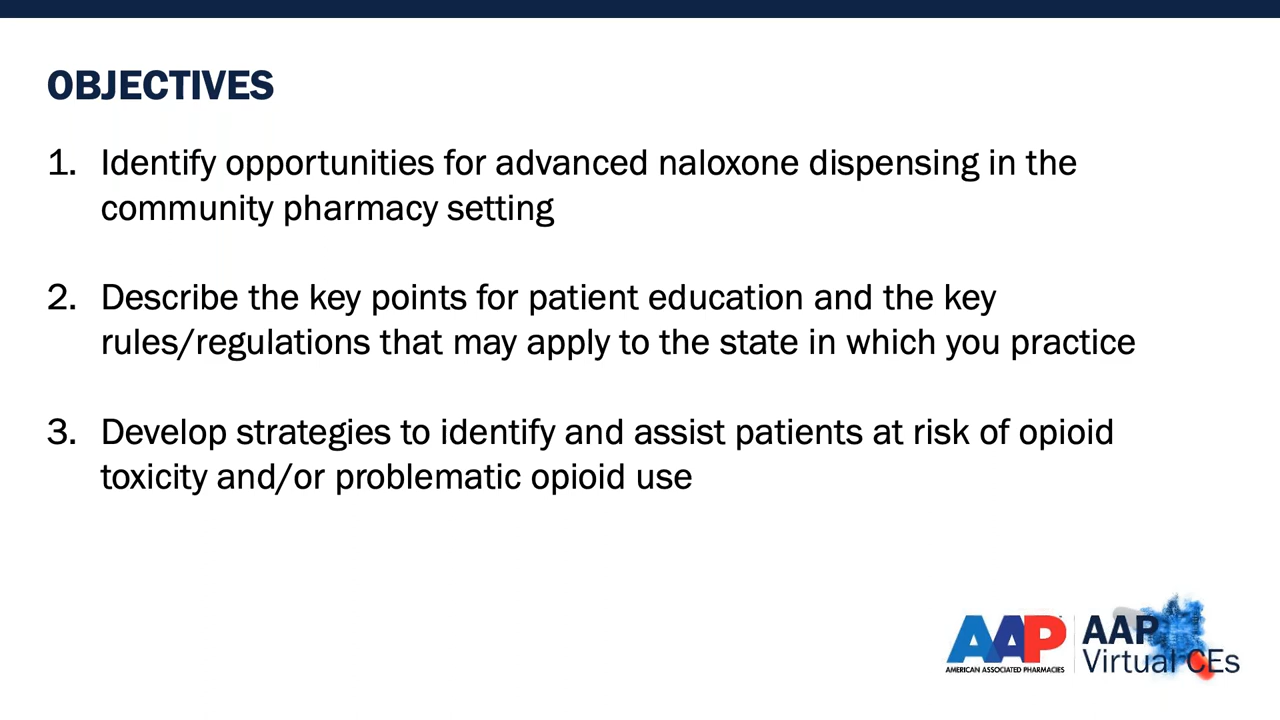 OBJECTIVES
1. Identify opportunities for advanced naloxone dispensing in the
community pharmacy setting
2. Describe the key points for patient education and the key
rules/regulations that may apply to the state in which you practice
3. Develop strategies to identify and assist patients at risk of opioid
toxicity and/or problematic opioid use
AAP
AMERICAN ASSOCIATED PHARMACIES
AAP
Virtual CEs